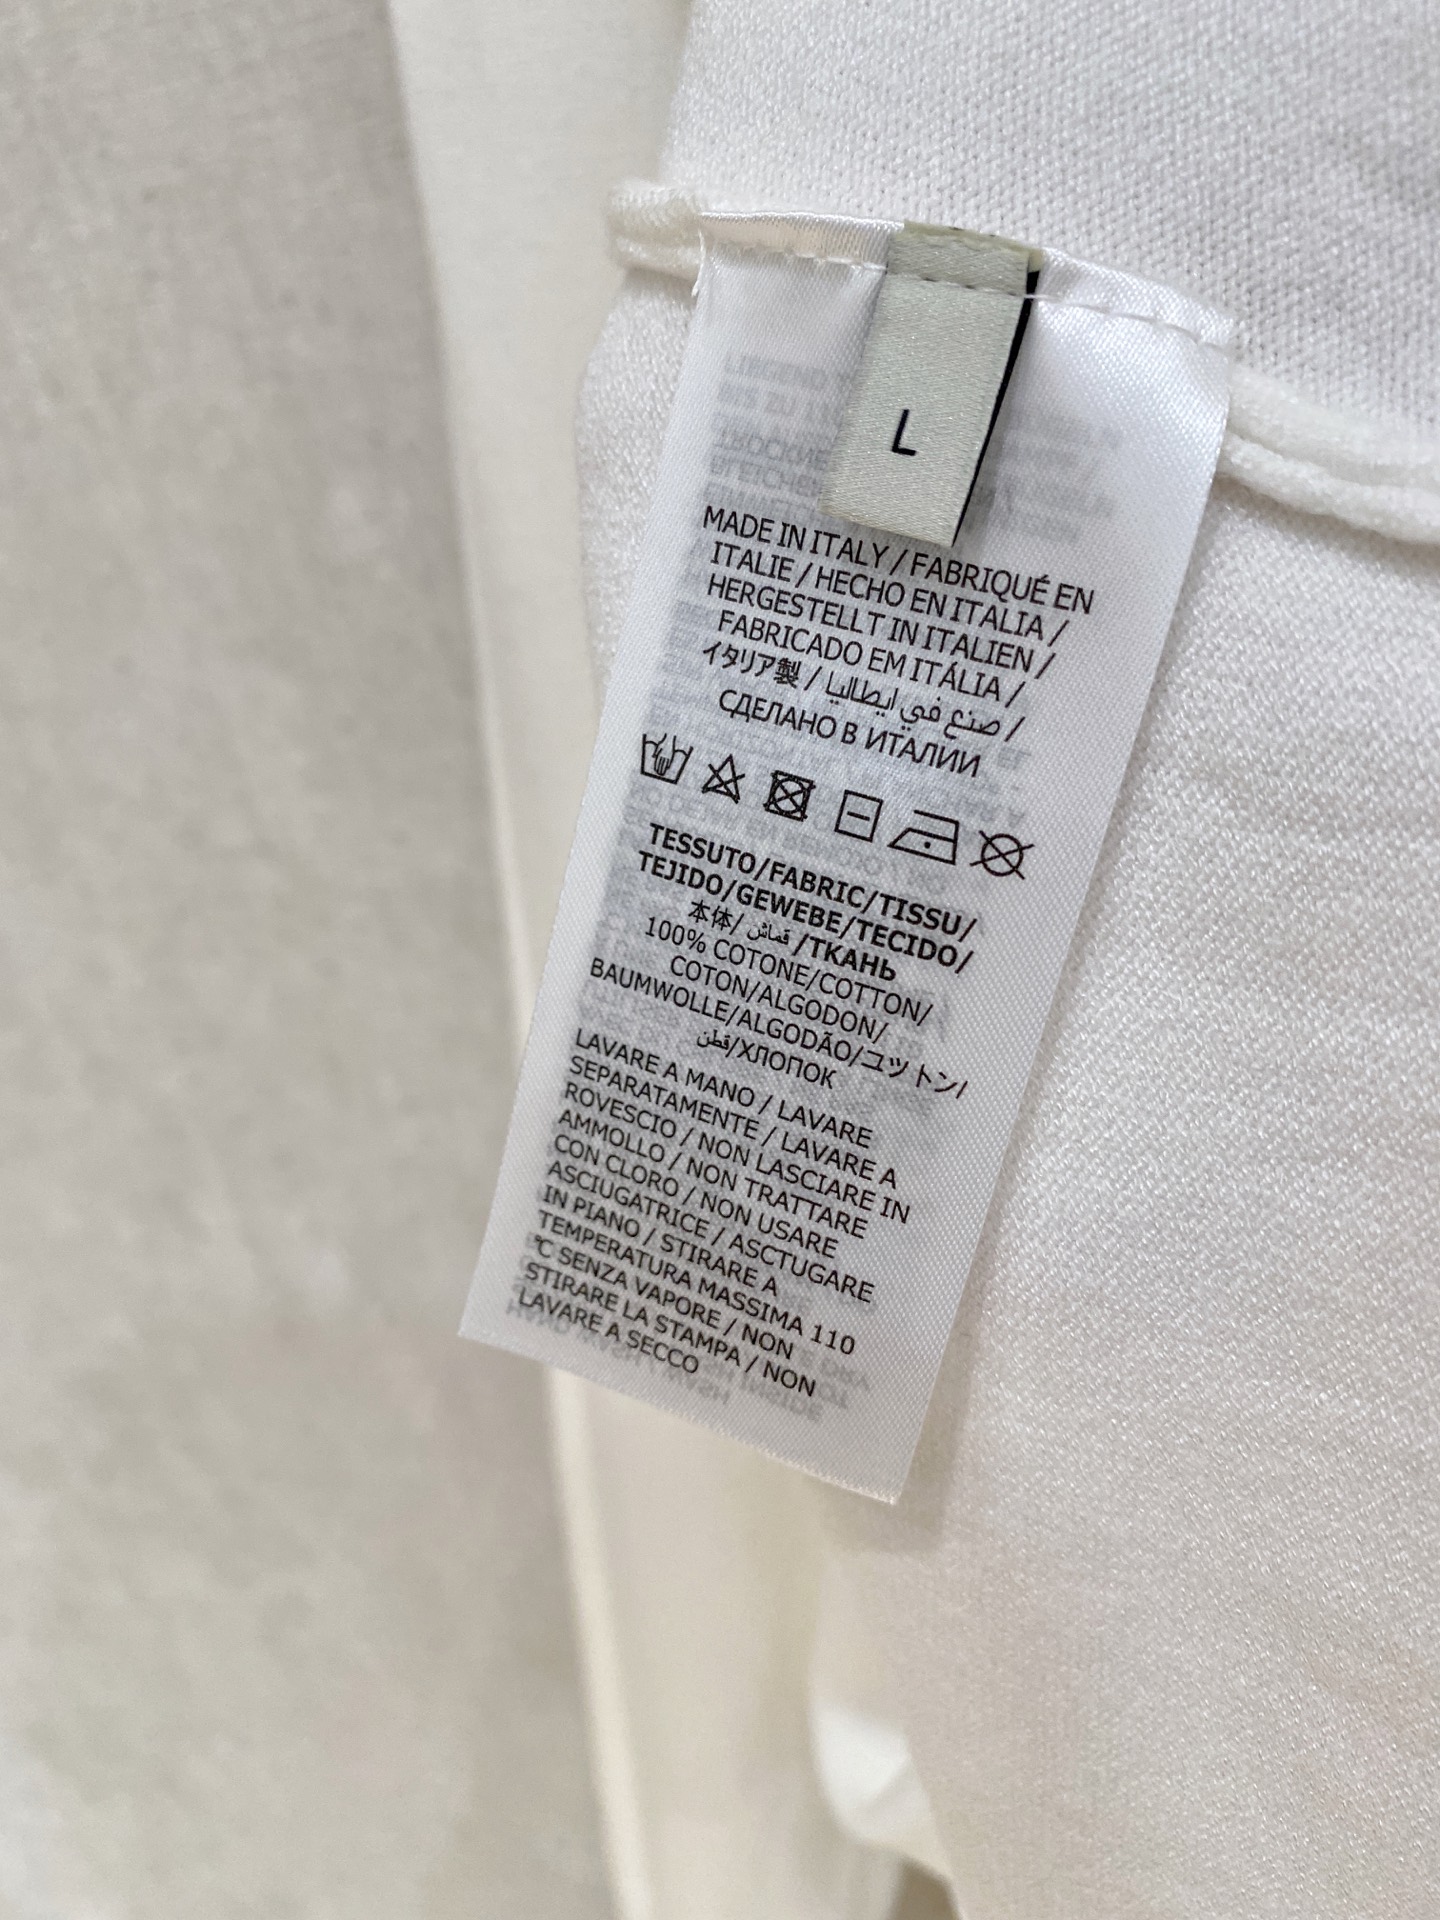 L
MADE IN ITALY / FABRIQUÉ EN
ITALIE / HECHO EN ITALIA /
HERGESTELLT IN ITALIEN /
FABRICADO EM ITÁLIA /
イタリア製 / صنع في ايطاليا /
СДЕЛАНО В ИТАЛИИ
TESSUTO/FABRIC/TISSU/
TEJIDO/GEWEBE/TECIDO/
本体/ قماش /ТКАНЬ
100% COTONE/COTTON/
COTON/ALGODON/
BAUMWOLLE/ALGODÃO/ユットン/
قطن/ХЛОПОК
LAVARE A MANO / LAVARE
SEPARATAMENTE / LAVARE A
ROVESCIO / NON LASCIARE IN
AMMOLLO / NON TRATTARE
CON CLORO / NON USARE
ASCIUGATRICE / ASCTUGARE
IN PIANO / STIRARE A
TEMPERATURA MASSIMA 110
℃ SENZA VAPORE / NON
STIRARE LA STAMPA / NON
LAVARE A SECCO